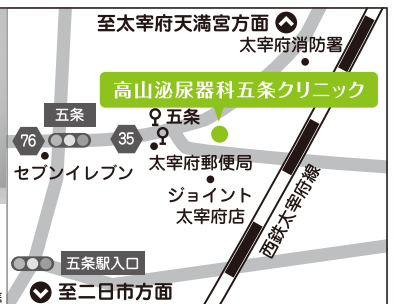 至太宰府天満宮方面
太宰府消防署
高山泌尿器科五条クリニック
五条
五条
76
35
太宰府郵便局
セブンイレブン
ジョイント
太宰府店
西鉄太宰府線
五条駅入口
至二日市方面